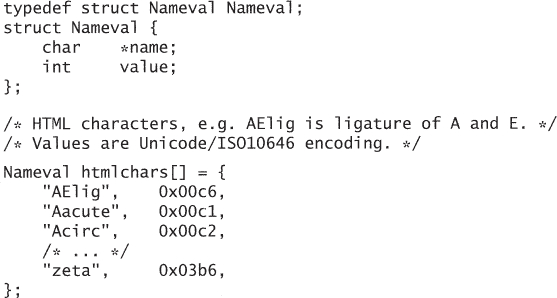 typedef struct Nameval Nameval;
struct Nameval {
    char    *name;
    int     value;
};

/* HTML characters, e.g. AElig is ligature of A and E. */
/* Values are Unicode/ISO10646 encoding. */
Nameval htmlchars[] = {
    "AElig",    0x00c6,
    "Aacute",   0x00c1,
    "Acirc",    0x00c2,
    /* ... */
    "zeta",     0x03b6,
};